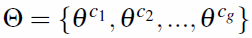 Θ = {θ^{c_1}, θ^{c_2}, ..., θ^{c_g}}